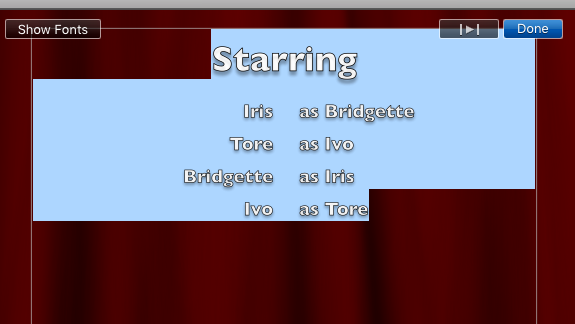 Show Fonts
Done
Starring
Iris as Bridgette
Tore as Ivo
Bridgette as Iris
Ivo as Tore